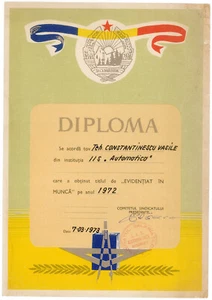 DIPLOMA
Se acordă tov. Teh. CONSTANTINESCU VASILE
din instituția IIS „Automatica"
care a obținut titlul de „EVIDENȚIAT ÎN
MUNCĂ" pe anul 1972
COMITETUL SINDICATULUI
PREȘEDINTE
Data 7.03.1973